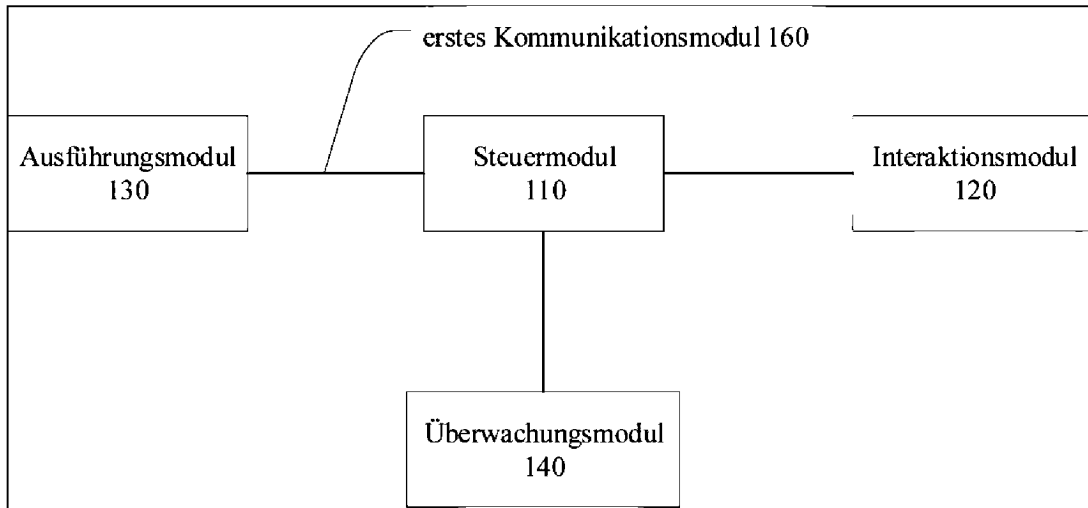 erstes Kommunikationsmodul 160
Ausführungsmodul
130
Steuermodul
110
Interaktionsmodul
120
Überwachungsmodul
140